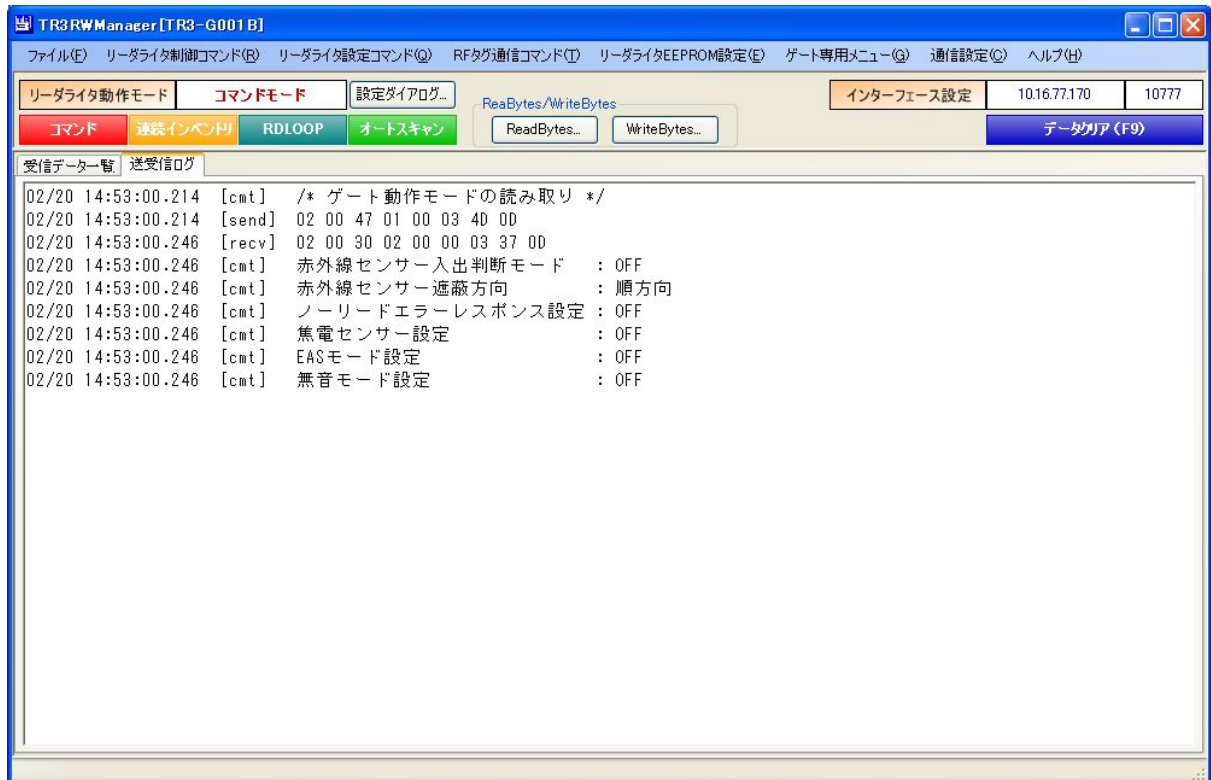 TR3RWManager[TR3-G001B]
ファイル(F) リーダライタ制御コマンド(R) リーダライタ設定コマンド(Q) RFタグ通信コマンド(T) リーダライタEEPROM設定(E) ゲート専用メニュー(G) 通信設定(C) ヘルプ(H)
リーダライタ動作モード コマンドモード 設定ダイアログ... ReaBytes/WriteBytes インターフェース設定 10.16.77.170 10777
コマンド 連続インベントリ RDLOOP オートスキャン ReadBytes... WriteBytes... データクリア(F9)
受信データ一覧 送受信ログ
02/20 14:53:00.214 [cmt] /* ゲート動作モードの読み取り */
02/20 14:53:00.214 [send] 02 00 47 01 00 03 4D 0D
02/20 14:53:00.246 [recv] 02 00 30 02 00 00 03 37 0D
02/20 14:53:00.246 [cmt] 赤外線センサー入出判断モード : OFF
02/20 14:53:00.246 [cmt] 赤外線センサー遮蔽方向 : 順方向
02/20 14:53:00.246 [cmt] ノーリードエラーレスポンス設定 : OFF
02/20 14:53:00.246 [cmt] 焦電センサー設定 : OFF
02/20 14:53:00.246 [cmt] EASモード設定 : OFF
02/20 14:53:00.246 [cmt] 無音モード設定 : OFF